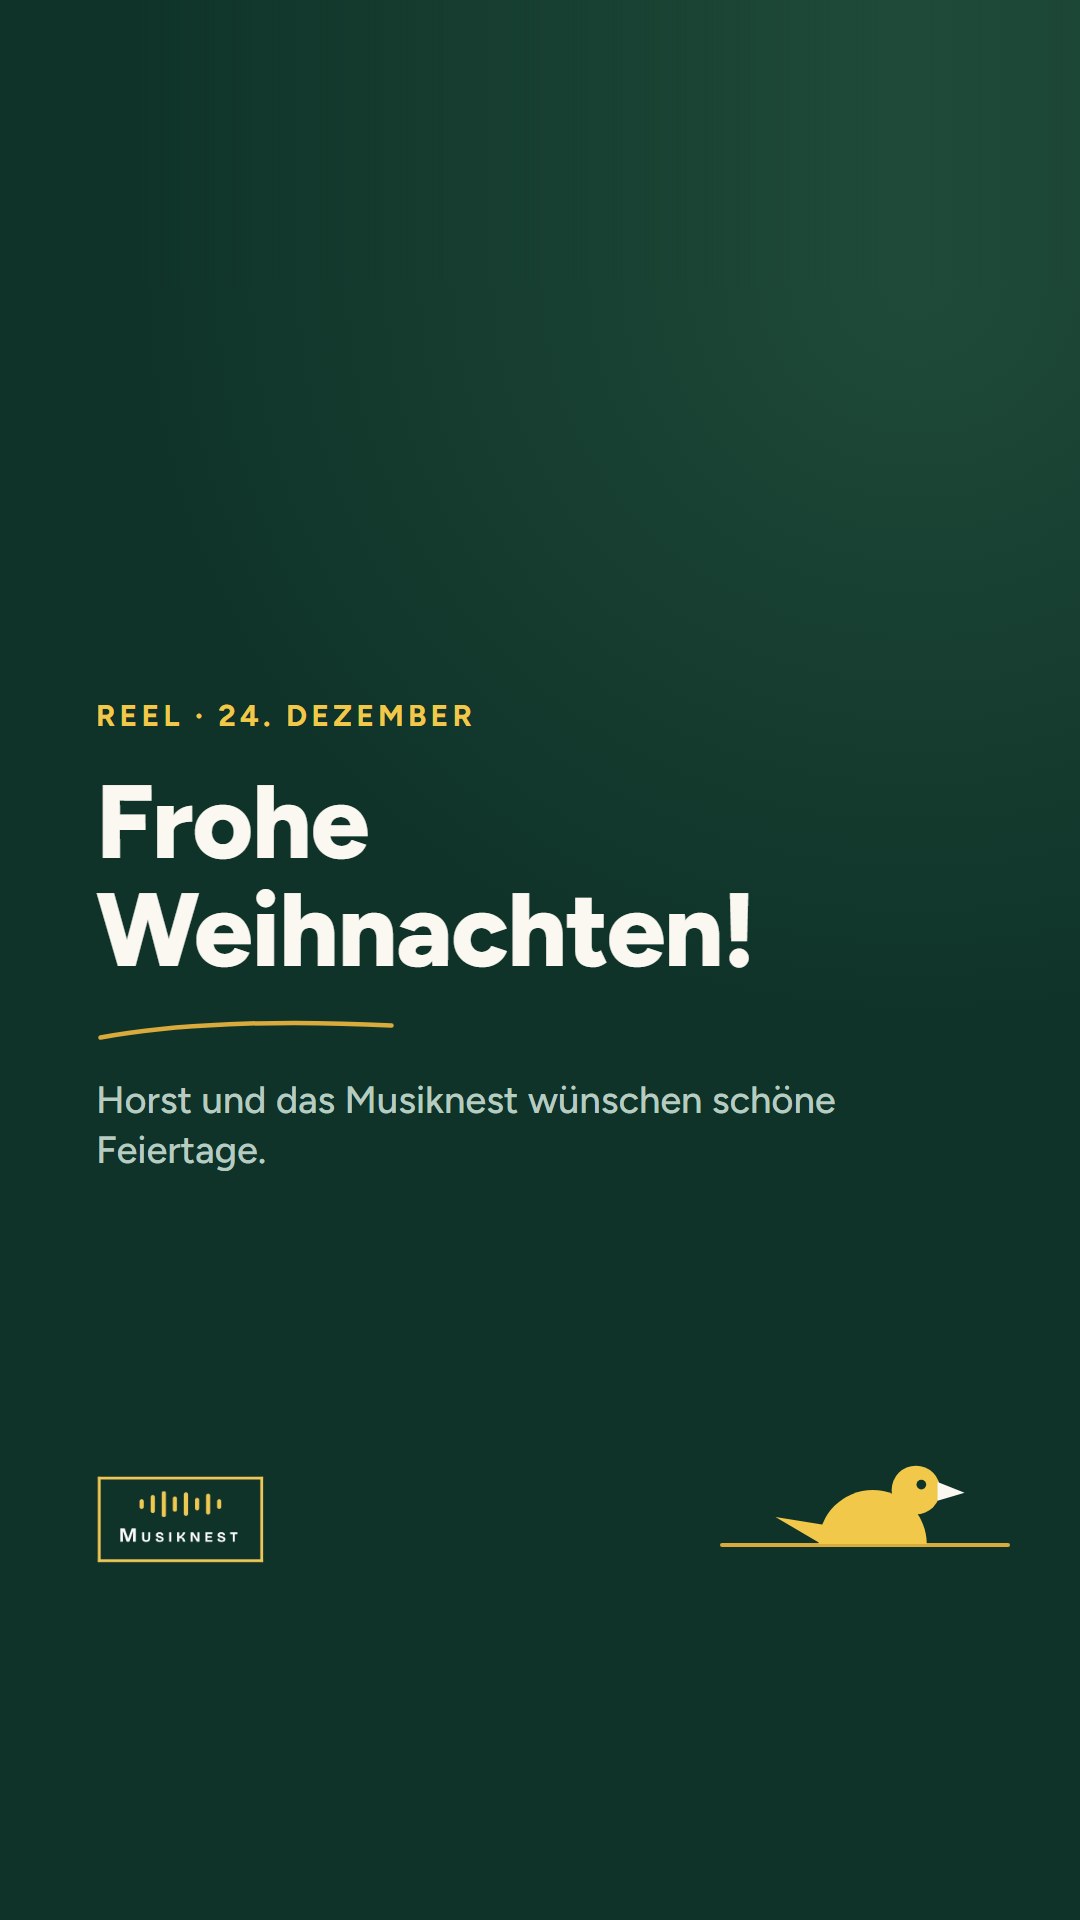 REEL · 24. DEZEMBER
Frohe
Weihnachten!
Horst und das Musiknest wünschen schöne
Feiertage.
MUSIKNEST